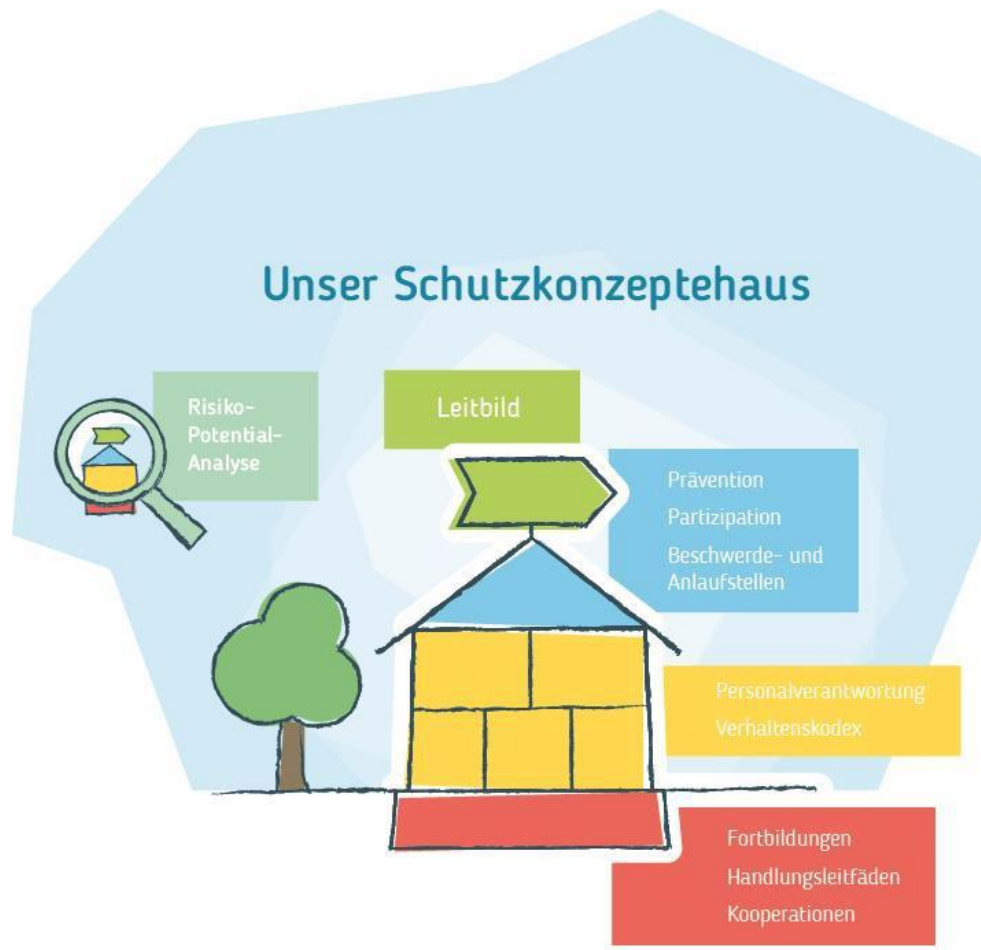 Unser Schutzkonzeptehaus
Risiko-
Potential-
Analyse
Leitbild
Prävention
Partizipation
Beschwerde- und
Anlaufstellen
Personalverantwortung
Verhaltenskodex
Fortbildungen
Handlungsleitfäden
Kooperationen